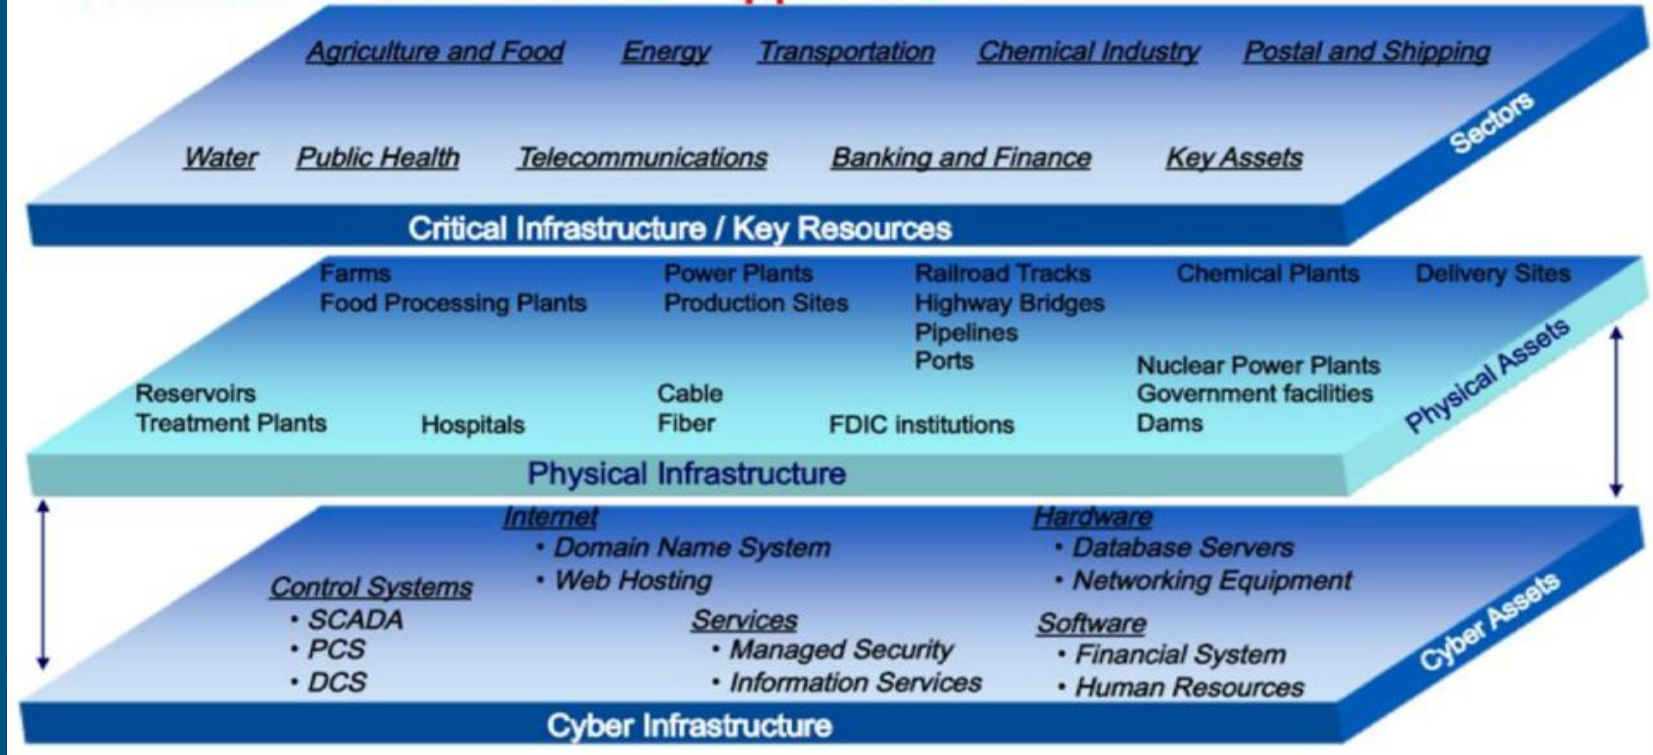 Agriculture and Food Energy Transportation Chemical Industry Postal and Shipping
Water Public Health Telecommunications Banking and Finance Key Assets
Sectors
Critical Infrastructure / Key Resources
Farms Power Plants Railroad Tracks Chemical Plants Delivery Sites
Food Processing Plants Production Sites Highway Bridges
Pipelines
Ports
Nuclear Power Plants
Reservoirs Cable Government facilities
Treatment Plants Hospitals Fiber FDIC institutions Dams
Physical Assets
Physical Infrastructure
Internet Hardware
• Domain Name System • Database Servers
• Web Hosting • Networking Equipment
Control Systems
• SCADA Services Software
• PCS • Managed Security • Financial System
• DCS • Information Services • Human Resources
Cyber Assets
Cyber Infrastructure